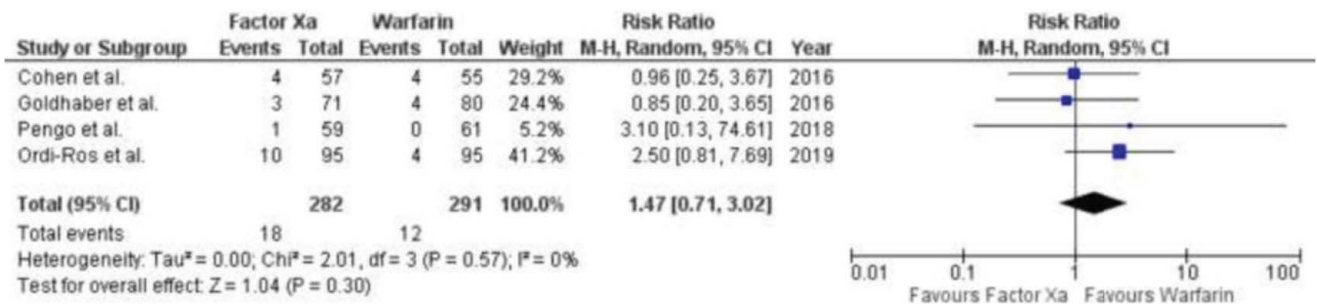 Factor Xa Warfarin Risk Ratio Risk Ratio
Study or Subgroup Events Total Events Total Weight M-H, Random, 95% CI Year M-H, Random, 95% CI
Cohen et al. 4 57 4 55 29.2% 0.96 [0.25, 3.67] 2016
Goldhaber et al. 3 71 4 80 24.4% 0.85 [0.20, 3.65] 2016
Pengo et al. 1 59 0 61 5.2% 3.10 [0.13, 74.61] 2018
Ordi-Ros et al. 10 95 4 95 41.2% 2.50 [0.81, 7.69] 2019
Total (95% CI) 282 291 100.0% 1.47 [0.71, 3.02]
Total events 18 12
Heterogeneity: Tau² = 0.00; Chi² = 2.01, df = 3 (P = 0.57); I² = 0%
Test for overall effect: Z = 1.04 (P = 0.30)
0.01 0.1 1 10 100
Favours Factor Xa Favours Warfarin